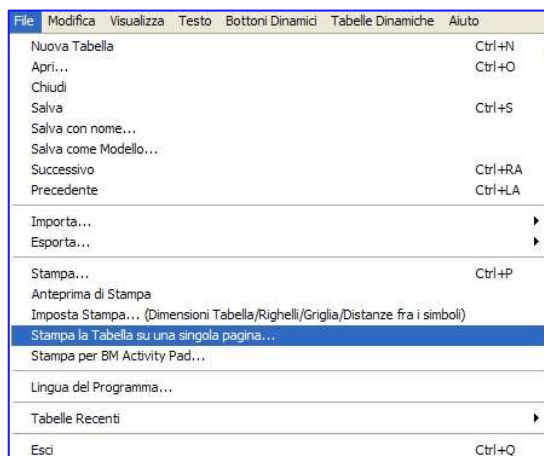 File Modifica Visualizza Testo Bottoni Dinamici Tabelle Dinamiche Aiuto
Nuova Tabella Ctrl+N
Apri... Ctrl+O
Chiudi
Salva Ctrl+S
Salva con nome...
Salva come Modello...
Successivo Ctrl+RA
Precedente Ctrl+LA
Importa...
Esporta...
Stampa... Ctrl+P
Anteprima di Stampa
Imposta Stampa... (Dimensioni Tabella/Righelli/Griglia/Distanze fra i simboli)
Stampa la Tabella su una singola pagina...
Stampa per BM Activity Pad...
Lingua del Programma...
Tabelle Recenti
Esci Ctrl+Q